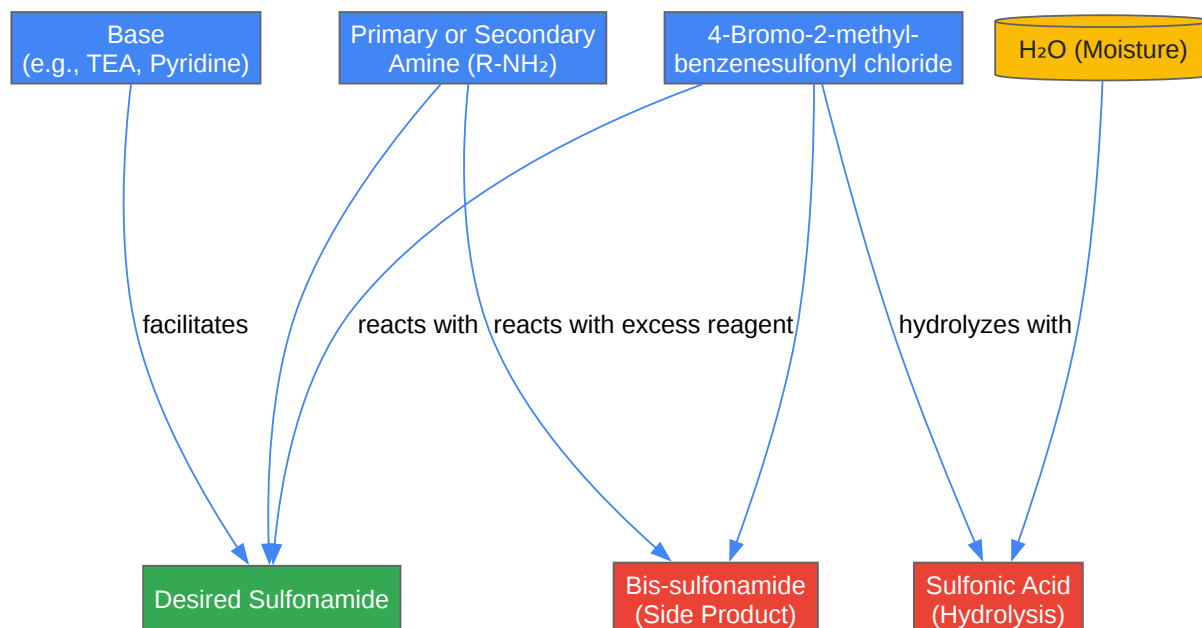 Base
(e.g., TEA, Pyridine)
Primary or Secondary
Amine (R-NH₂)
4-Bromo-2-methyl-
benzenesulfonyl chloride
H₂O (Moisture)
facilitates
reacts with
reacts with excess reagent
hydrolyzes with
Desired Sulfonamide
Bis-sulfonamide
(Side Product)
Sulfonic Acid
(Hydrolysis)